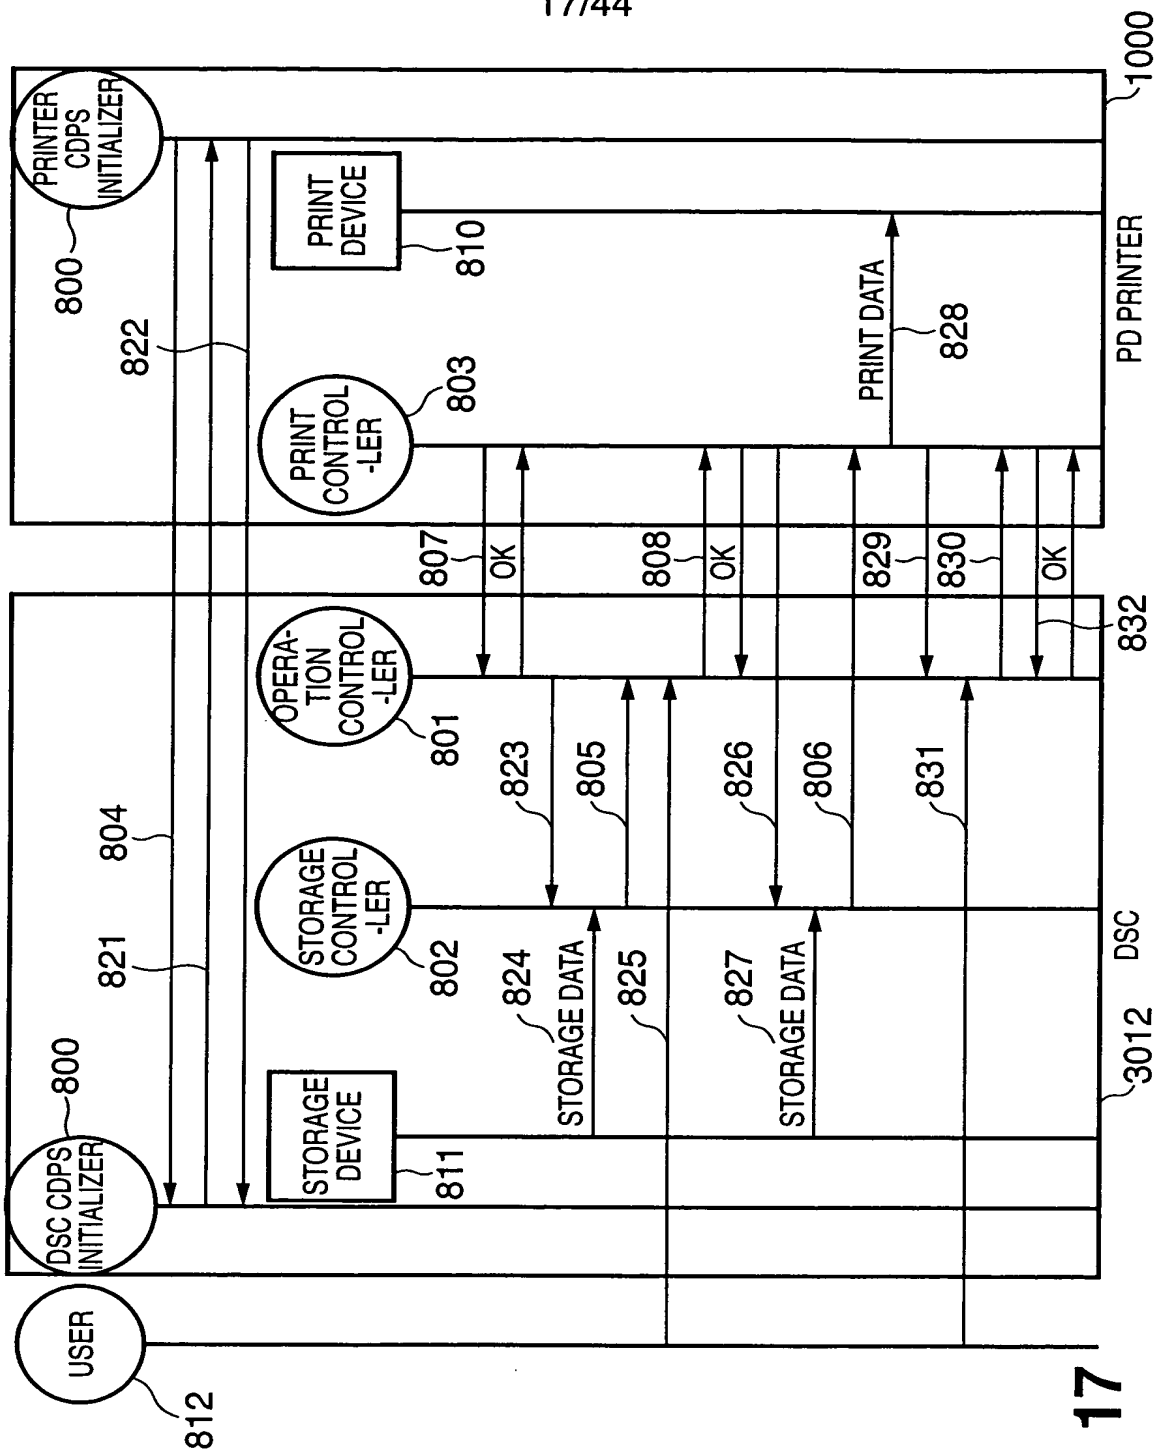 17/44
USER
812
DSC CDPS
INITIALIZER
800
STORAGE
DEVICE
811
STORAGE
CONTROL
-LER
802
OPERA-
TION
CONTROL
-LER
801
PRINT
CONTROL
-LER
803
PRINT
DEVICE
810
PRINTER
CDPS
INITIALIZER
800
804
821
822
807
OK
823
824
STORAGE DATA
805
825
808
OK
826
827
STORAGE DATA
806
PRINT DATA
828
829
831
830
OK
832
3012
DSC
PD PRINTER
1000
17